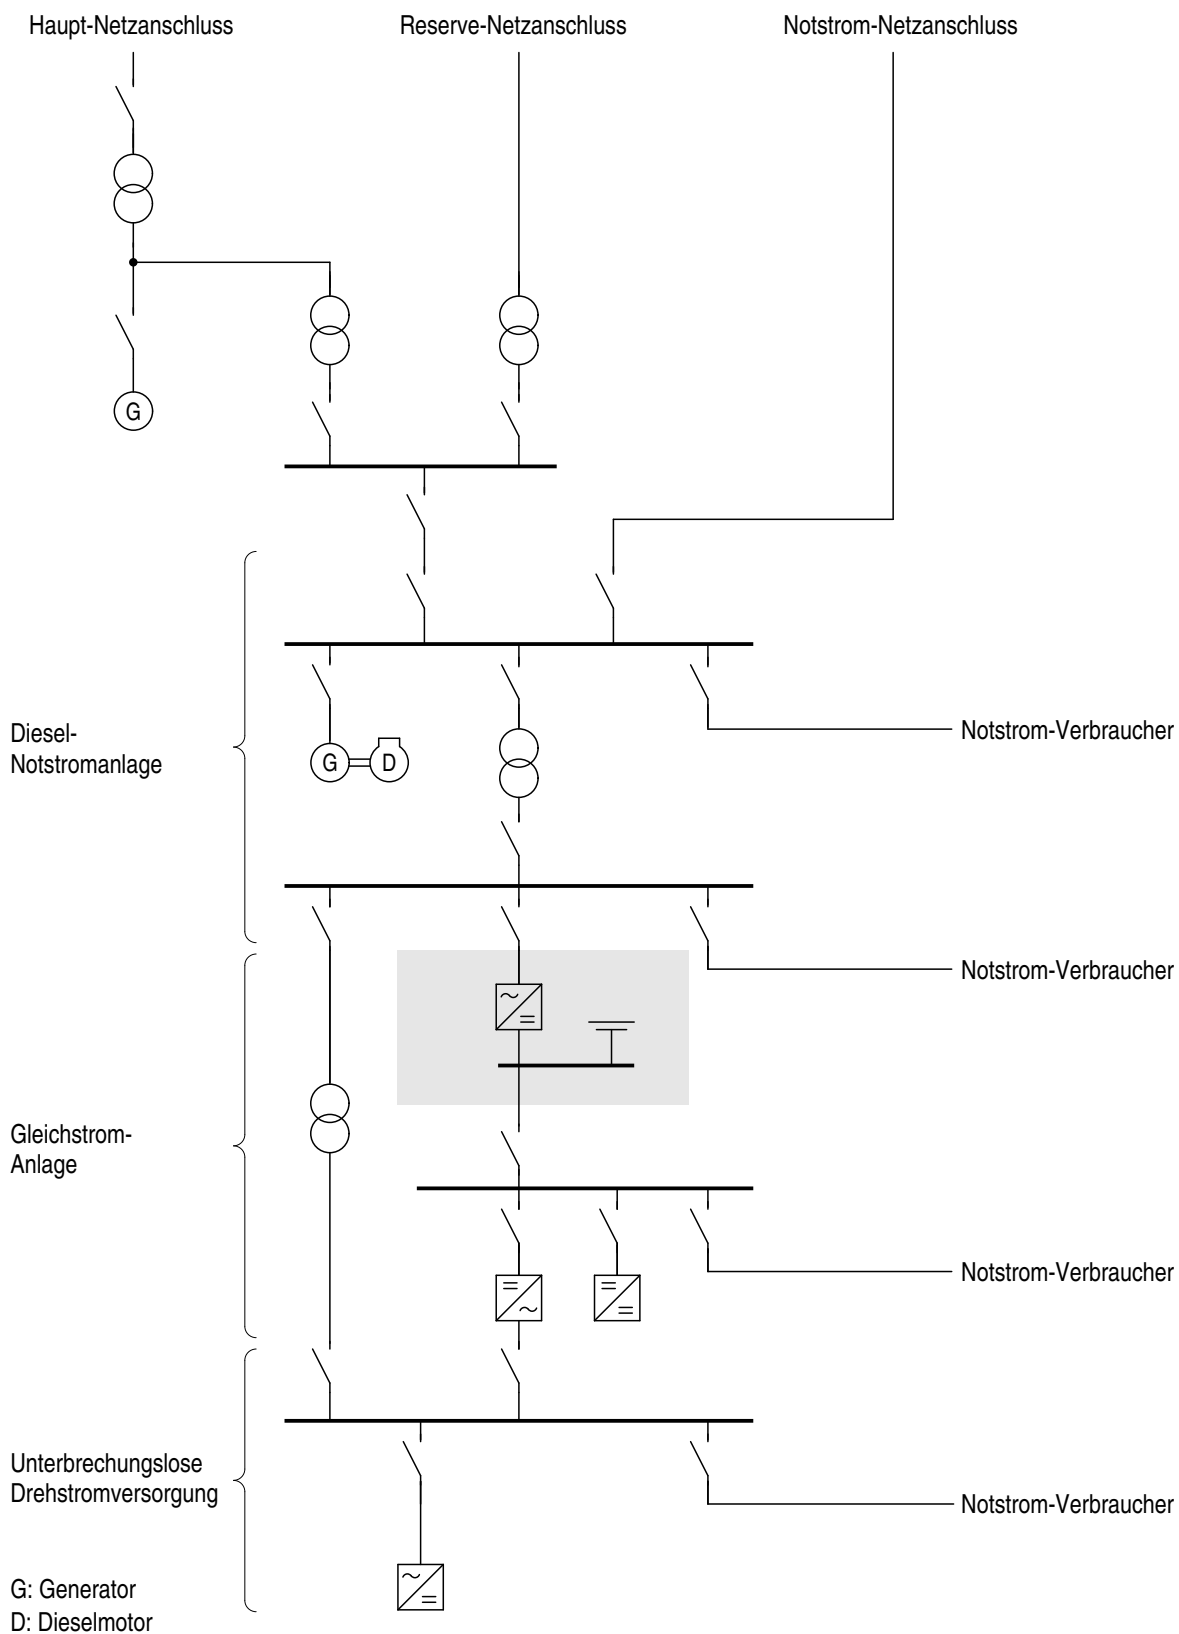 Haupt-Netzanschluss
Reserve-Netzanschluss
Notstrom-Netzanschluss
G
Diesel-
Notstromanlage
G
D
Notstrom-Verbraucher
Notstrom-Verbraucher
Gleichstrom-
Anlage
Notstrom-Verbraucher
Unterbrechungslose
Drehstromversorgung
Notstrom-Verbraucher
G: Generator
D: Dieselmotor